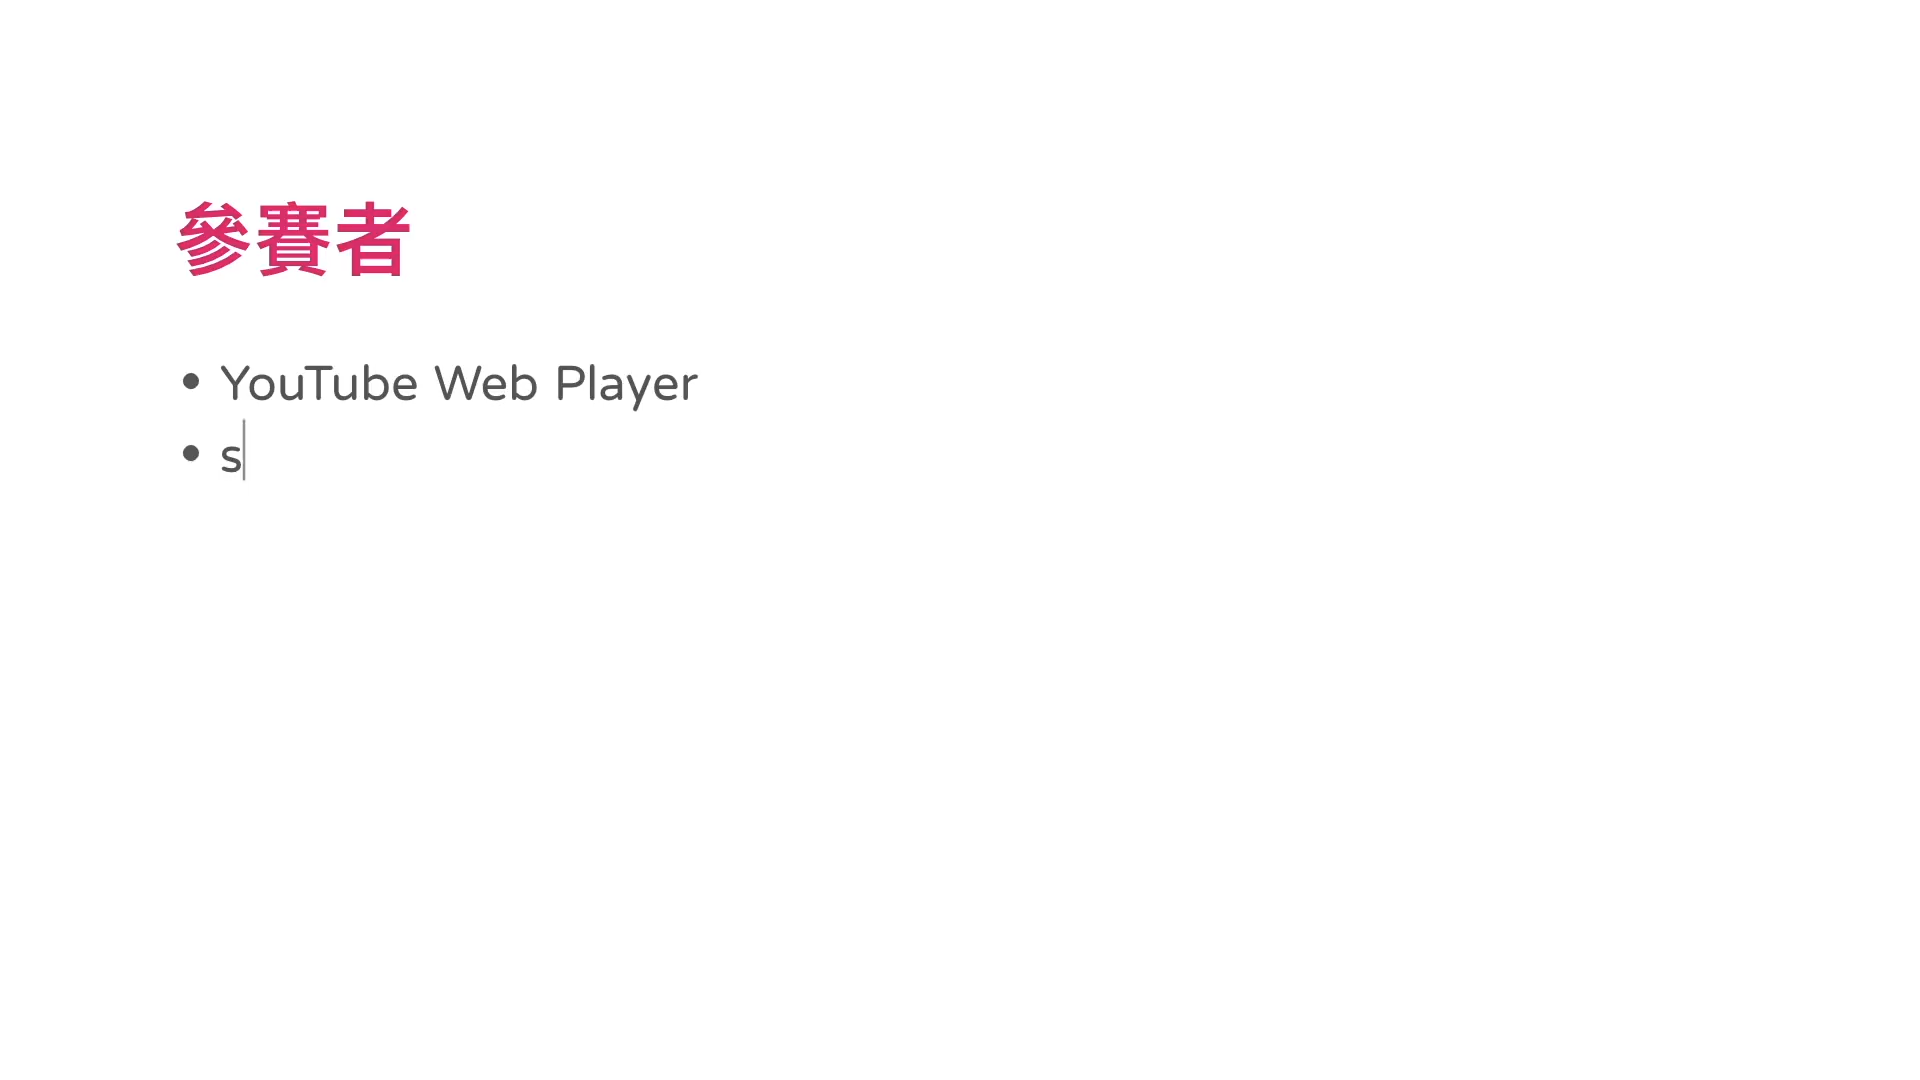 參賽者
• YouTube Web Player
• s